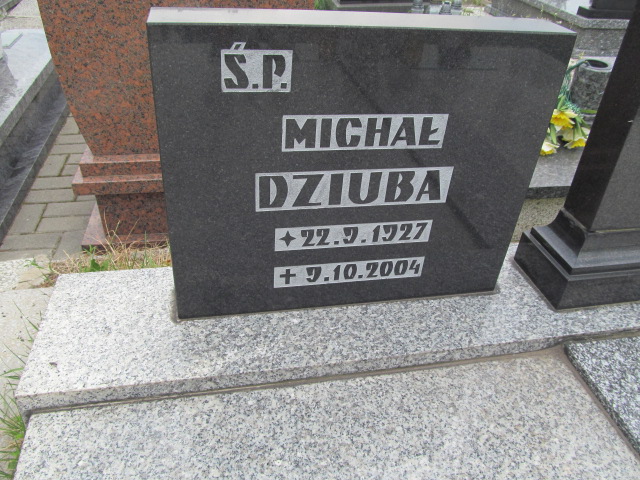 Ś.P.
MICHAŁ
DZIUBA
✦22.9.1927
+9.10.2004